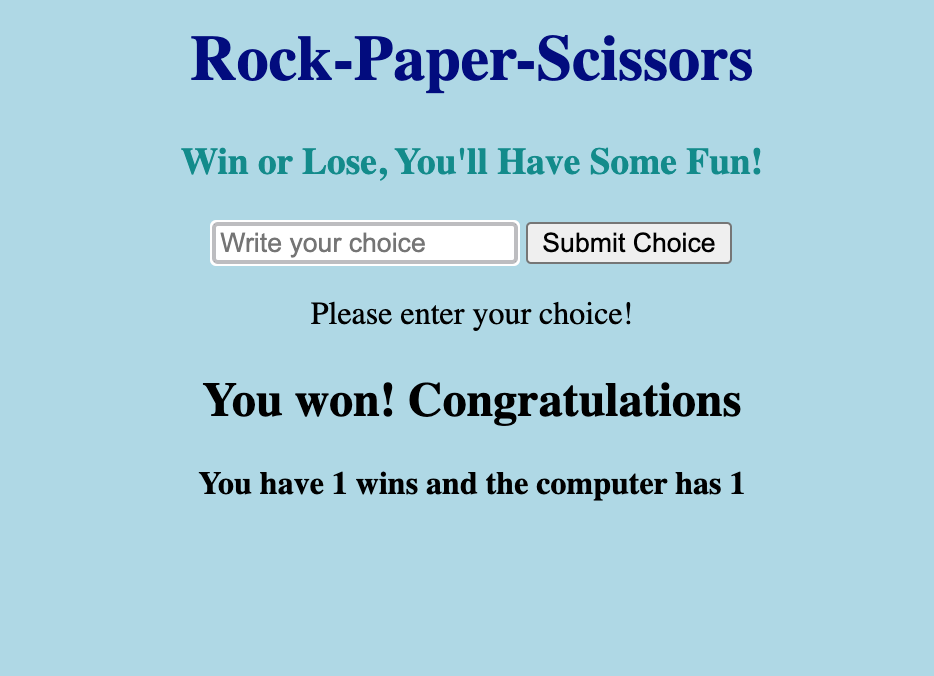 Rock-Paper-Scissors
Win or Lose, You'll Have Some Fun!
Write your choice Submit Choice
Please enter your choice!
You won! Congratulations
You have 1 wins and the computer has 1